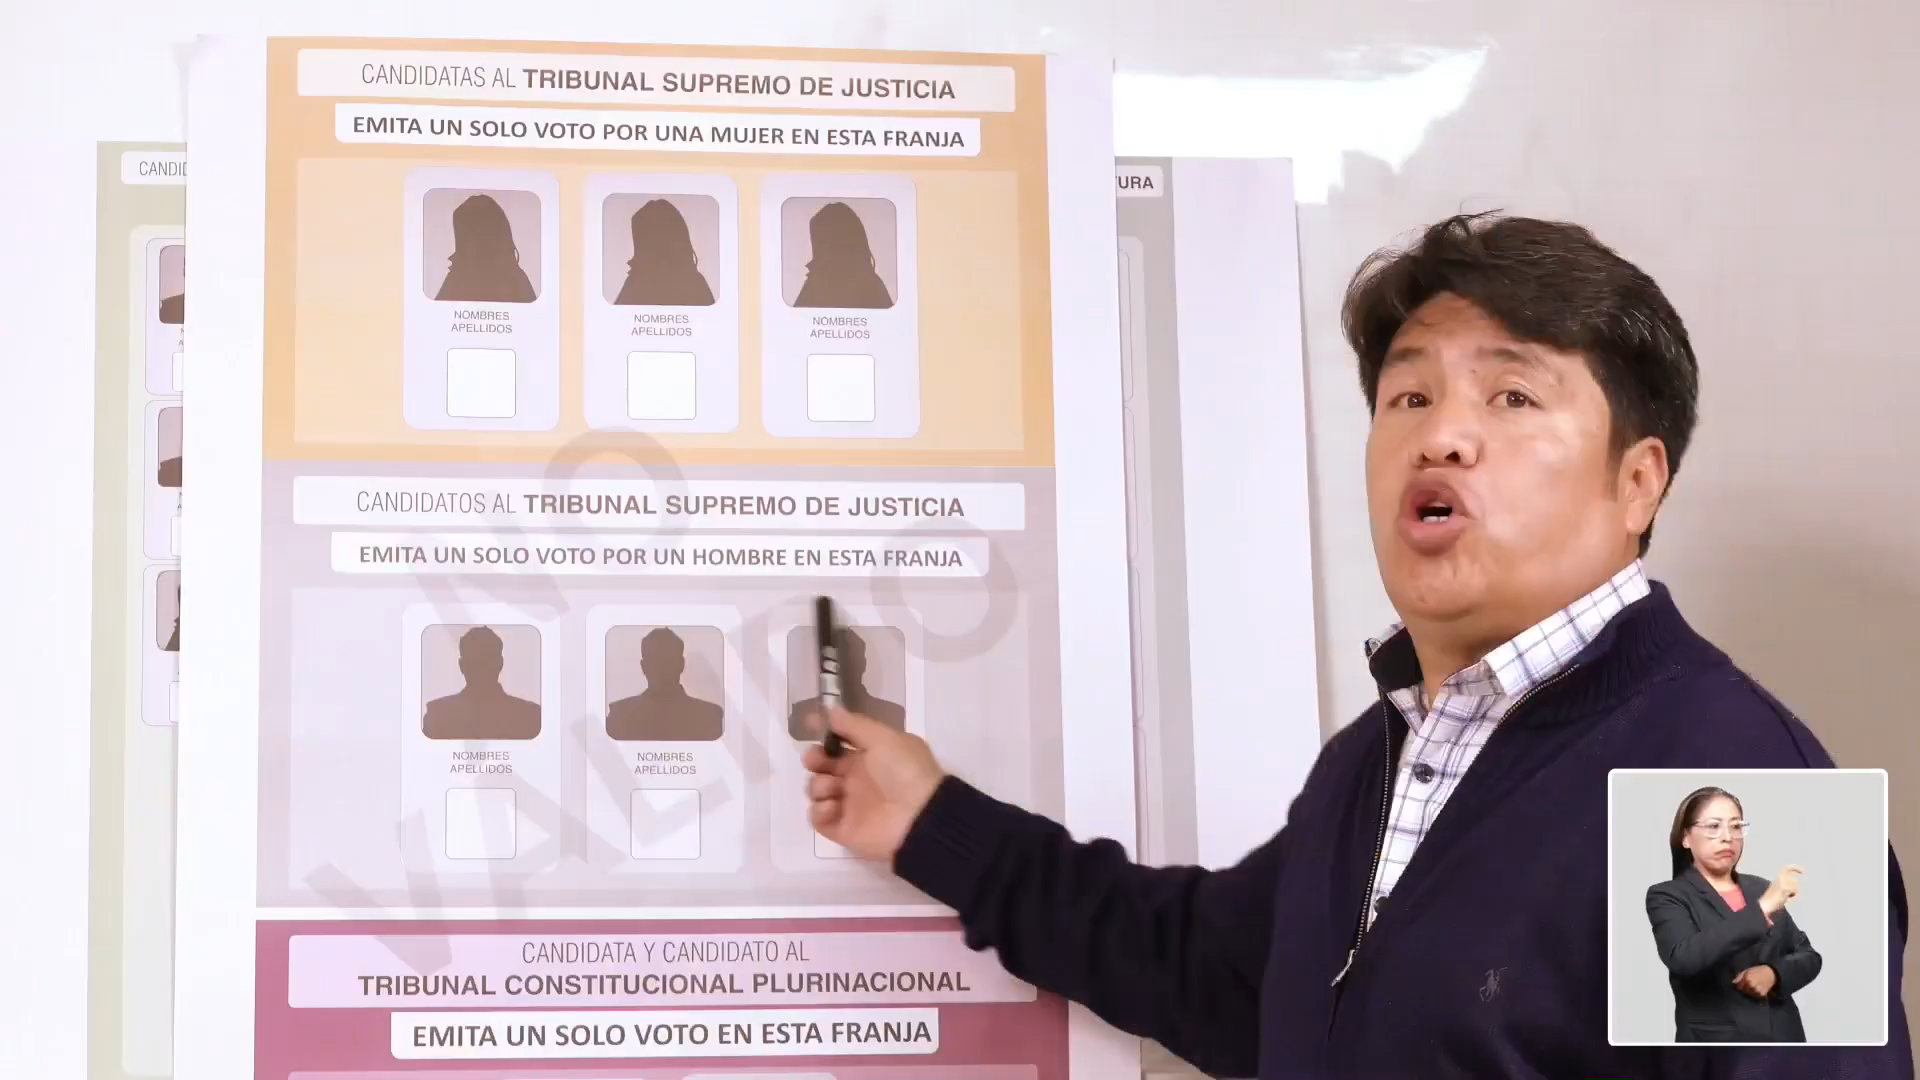 CANDIDATAS AL TRIBUNAL SUPREMO DE JUSTICIA
EMITA UN SOLO VOTO POR UNA MUJER EN ESTA FRANJA
NOMBRES
APELLIDOS
NOMBRES
APELLIDOS
NOMBRES
APELLIDOS
CANDIDATOS AL TRIBUNAL SUPREMO DE JUSTICIA
EMITA UN SOLO VOTO POR UN HOMBRE EN ESTA FRANJA
NOMBRES
APELLIDOS
NOMBRES
APELLIDOS
NO
VALIDO
CANDIDATA Y CANDIDATO AL
TRIBUNAL CONSTITUCIONAL PLURINACIONAL
EMITA UN SOLO VOTO EN ESTA FRANJA